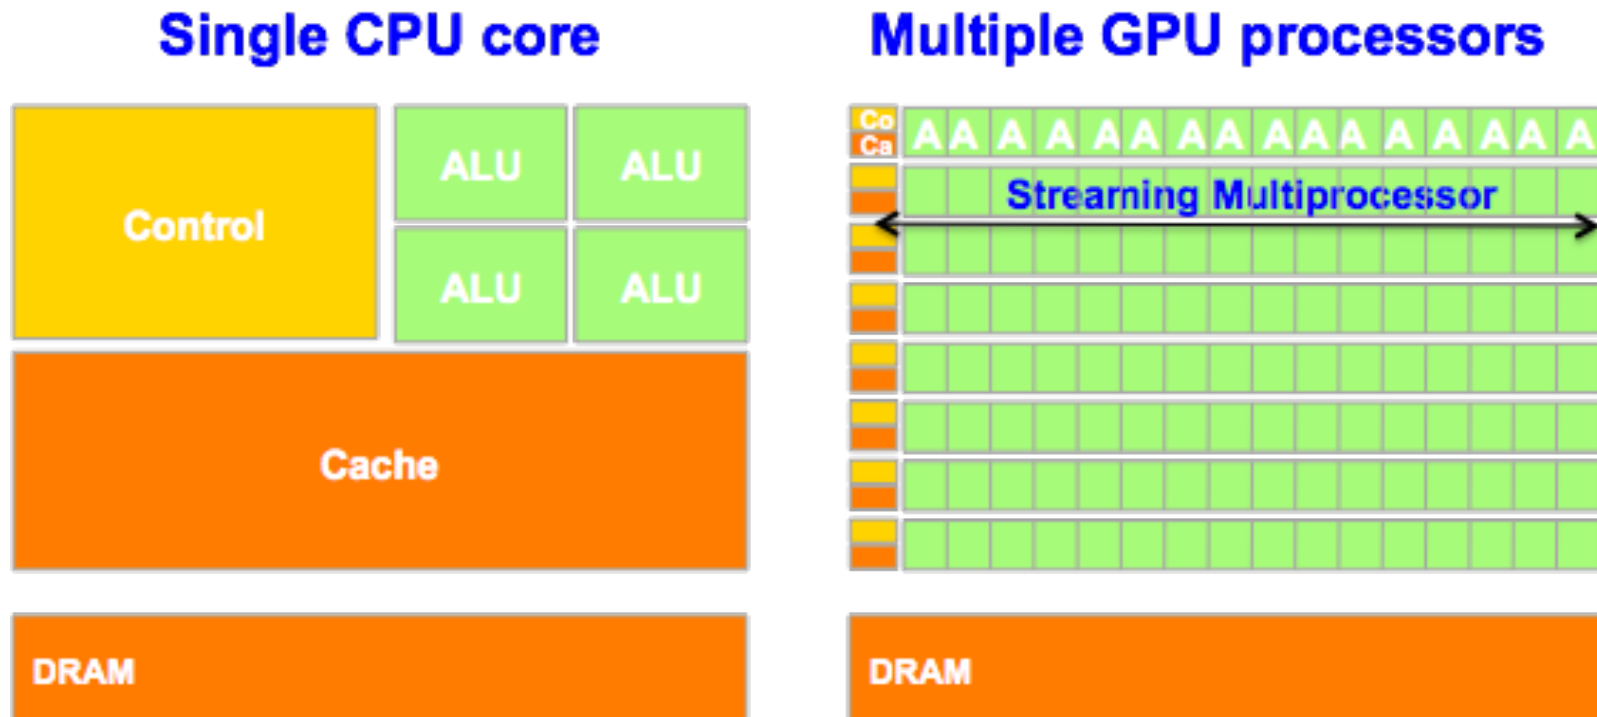 Single CPU core
Multiple GPU processors
Control
ALU ALU
ALU ALU
Cache
DRAM
Co
Ca
A A A A A A A A A A A A A A A A
Streaming Multiprocessor
DRAM